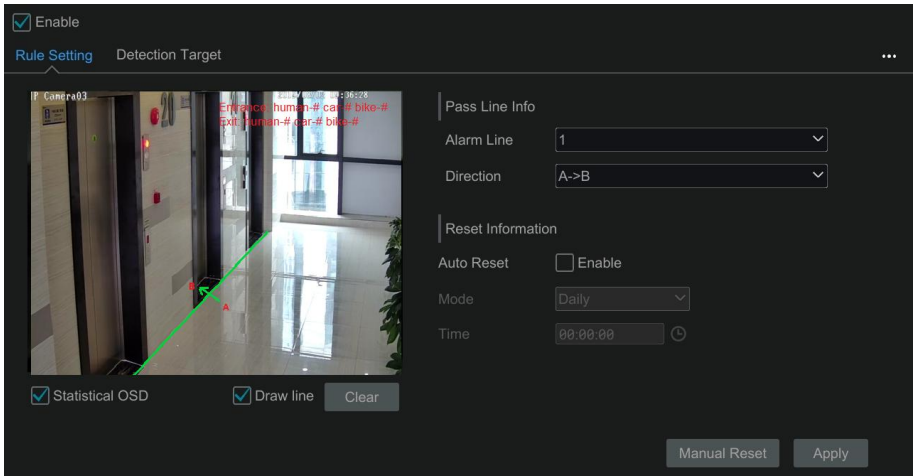 Enable
Rule Setting Detection Target ...
IP Camera03
Entrance: human-# car-# bike-#
Exit: human-# car-# bike-#
20
B
A
Statistical OSD Draw line Clear
Pass Line Info
Alarm Line 1
Direction A->B
Reset Information
Auto Reset Enable
Mode Daily
Time 00:00:00
Manual Reset Apply